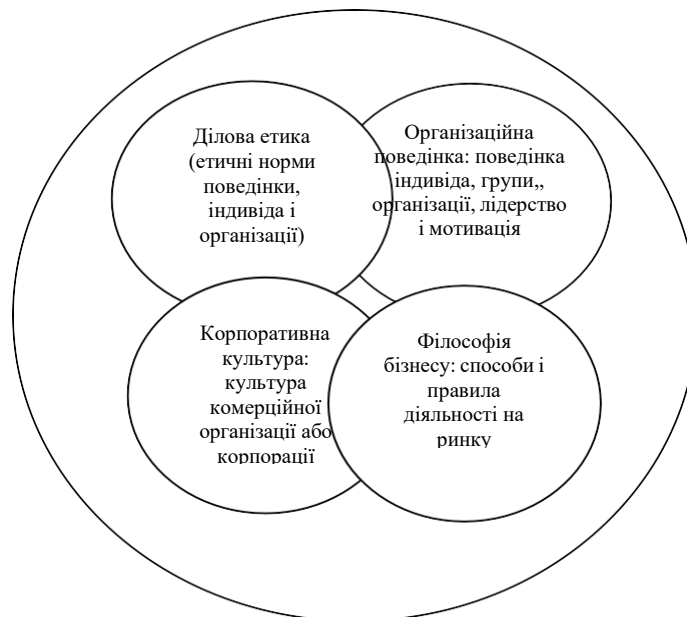 Ділова етика
(етичні норми
поведінки,
індивіда і
організації)
Організаційна
поведінка: поведінка
індивіда, групи,,
організації, лідерство
і мотивація
Корпоративна
культура:
культура
комерційної
організації або
корпорації
Філософія
бізнесу: способи і
правила
діяльності на
ринку